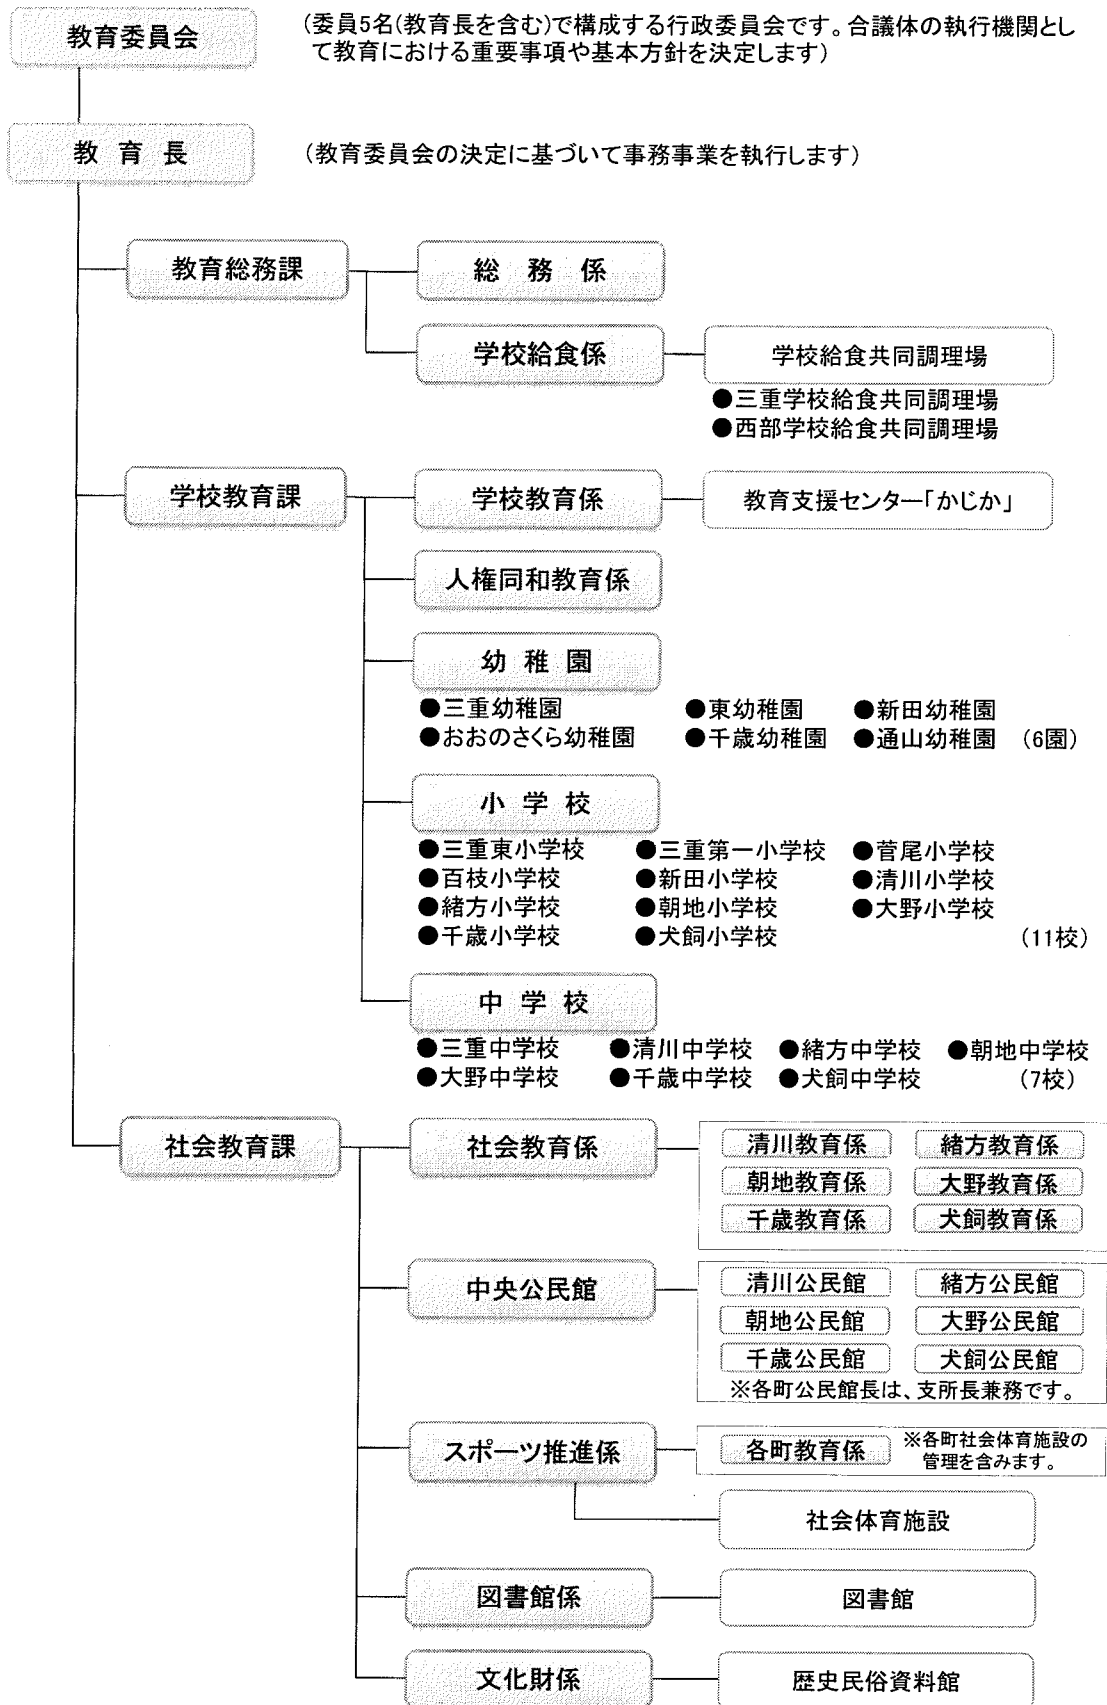 教育委員会
(委員5名(教育長を含む)で構成する行政委員会です。合議体の執行機関とし
て教育における重要事項や基本方針を決定します)
教育長
(教育委員会の決定に基づいて事務事業を執行します)
教育総務課
総務係
学校給食係
学校給食共同調理場
●三重学校給食共同調理場
●西部学校給食共同調理場
学校教育課
学校教育係
教育支援センター「かじか」
人権同和教育係
幼稚園
●三重幼稚園 ●東幼稚園 ●新田幼稚園
●おおのさくら幼稚園 ●千歳幼稚園 ●通山幼稚園 (6園)
小学校
●三重東小学校 ●三重第一小学校 ●菅尾小学校
●百枝小学校 ●新田小学校 ●清川小学校
●緒方小学校 ●朝地小学校 ●大野小学校
●千歳小学校 ●犬飼小学校 (11校)
中学校
●三重中学校 ●清川中学校 ●緒方中学校 ●朝地中学校
●大野中学校 ●千歳中学校 ●犬飼中学校 (7校)
社会教育課
社会教育係
清川教育係 緒方教育係
朝地教育係 大野教育係
千歳教育係 犬飼教育係
中央公民館
清川公民館 緒方公民館
朝地公民館 大野公民館
千歳公民館 犬飼公民館
※各町公民館長は、支所長兼務です。
スポーツ推進係
各町教育係
※各町社会体育施設の
管理を含みます。
社会体育施設
図書館係
図書館
文化財係
歴史民俗資料館